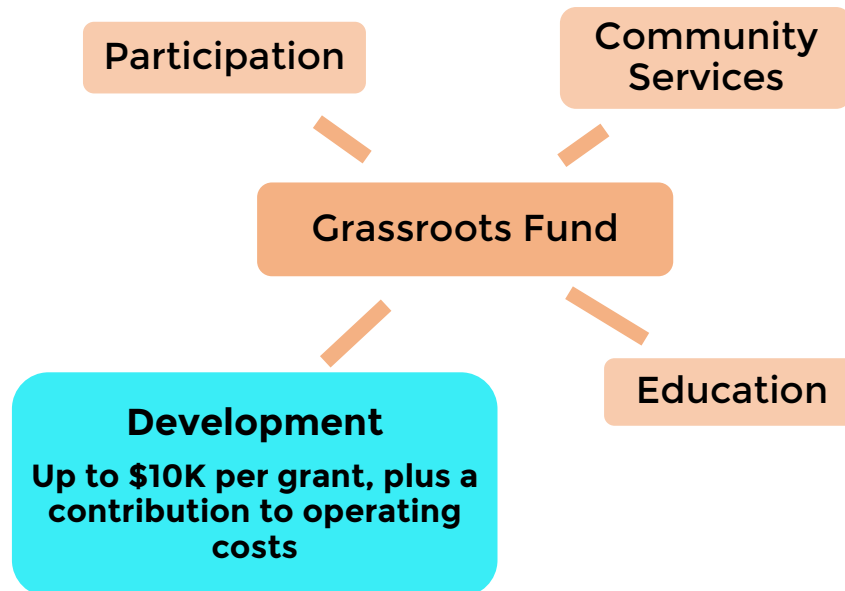 Participation
Community
Services
Grassroots Fund
Education
Development
Up to $10K per grant, plus a
contribution to operating
costs